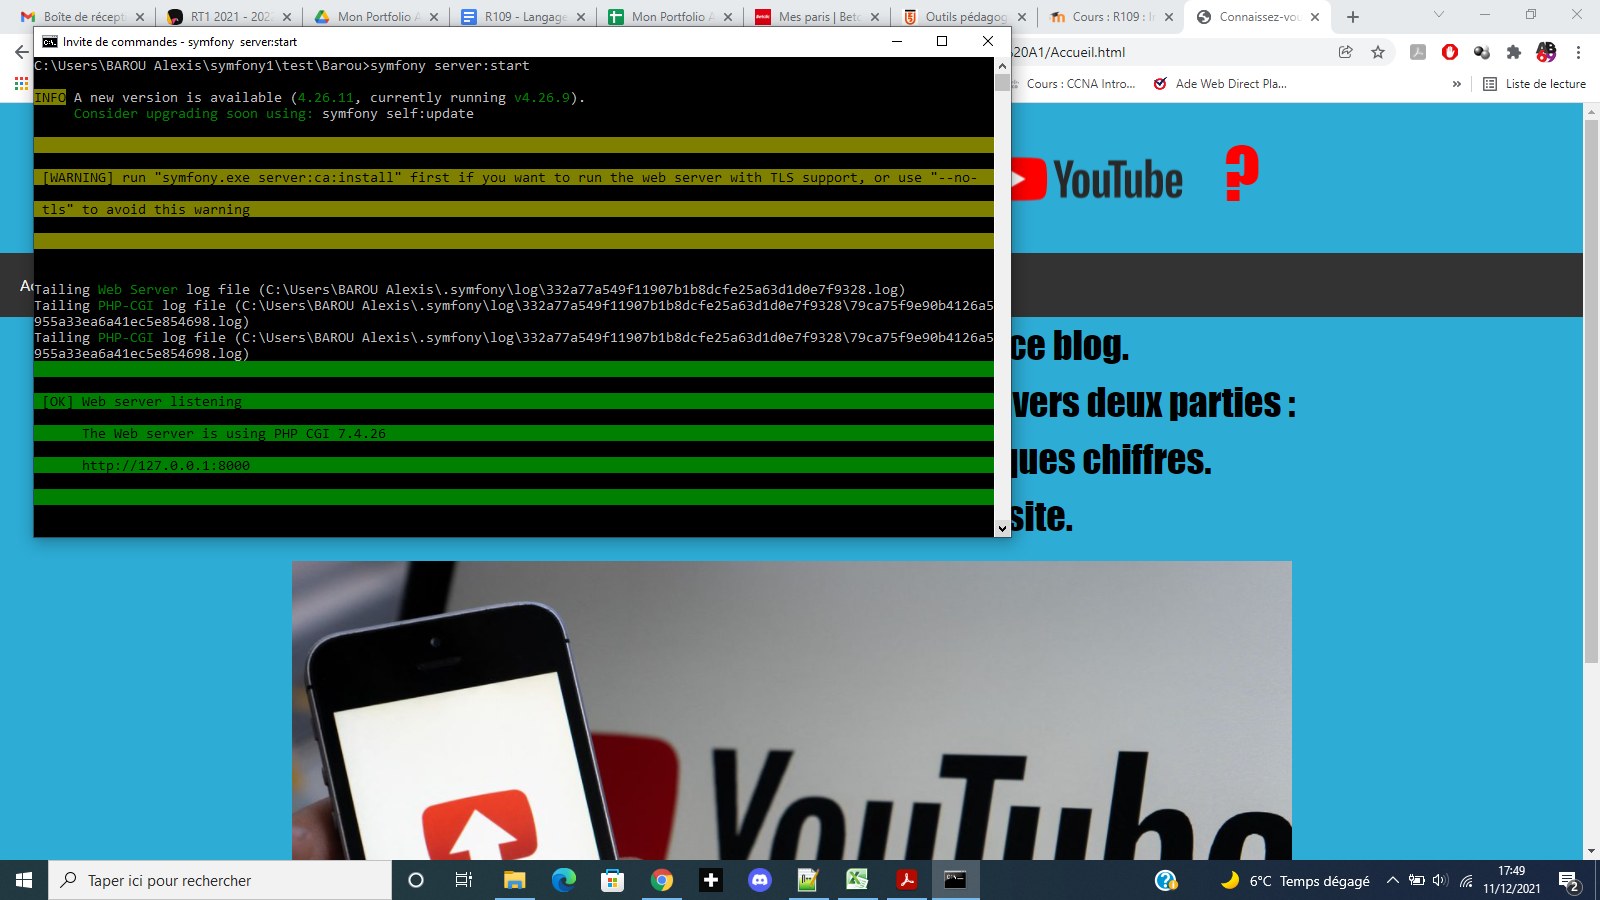 Boîte de récept
RT1 2021 - 202
Mon Portfolio A
R109 - Langage
Mon Portfolio A
Mes paris | Betc
Outils pédagog
Cours : R109 : I
Connaissez-vou
Invite de commandes - symfony  server:start
20A1/Accueil.html
Cours : CCNA Intro...
Ade Web Direct Pla...
»
Liste de lecture
C:\Users\BAROU Alexis\symfony1\test\Barou>symfony server:start
INFO A new version is available (4.26.11, currently running v4.26.9).
Consider upgrading soon using: symfony self:update
[WARNING] run "symfony.exe server:ca:install" first if you want to run the web server with TLS support, or use "--no-
tls" to avoid this warning
YouTube ?
Tailing Web Server log file (C:\Users\BAROU Alexis\.symfony\log\332a77a549f11907b1b8dcfe25a63d1d0e7f9328.log)
Tailing PHP-CGI log file (C:\Users\BAROU Alexis\.symfony\log\332a77a549f11907b1b8dcfe25a63d1d0e7f9328\79ca75f9e90b4126a5
955a33ea6a41ec5e854698.log)
Tailing PHP-CGI log file (C:\Users\BAROU Alexis\.symfony\log\332a77a549f11907b1b8dcfe25a63d1d0e7f9328\79ca75f9e90b4126a5
955a33ea6a41ec5e854698.log)
[OK] Web server listening
The Web server is using PHP CGI 7.4.26
http://127.0.0.1:8000
ce blog.
vers deux parties :
ques chiffres.
site.
YouTube
Taper ici pour rechercher
6°C Temps dégagé
17:49
11/12/2021
2